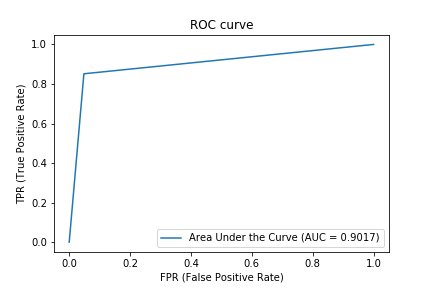 ROC curve
1.0
0.8
0.6
0.4
0.2
0.0
TPR (True Positive Rate)
Area Under the Curve (AUC = 0.9017)
0.0 0.2 0.4 0.6 0.8 1.0
FPR (False Positive Rate)